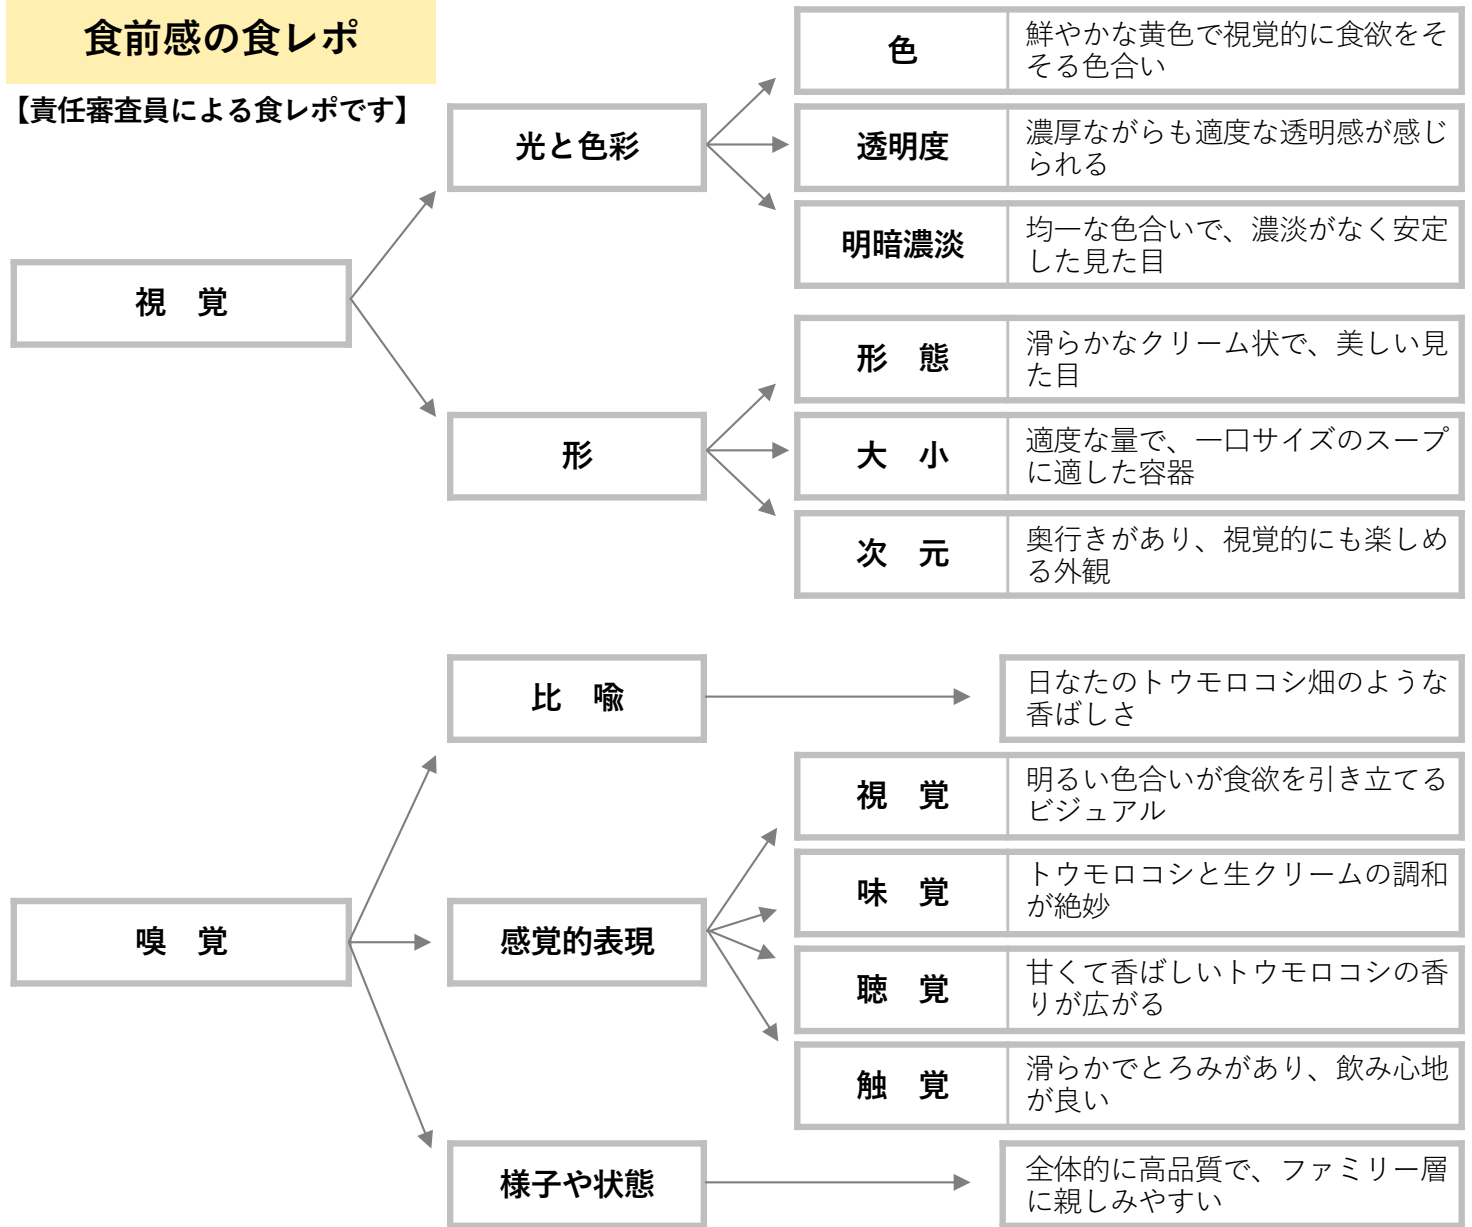 食前感の食レポ
【責任審査員による食レポです】
視　覚
光と色彩
色
鮮やかな黄色で視覚的に食欲をそ
そる色合い
透明度
濃厚ながらも適度な透明感が感じ
られる
明暗濃淡
均一な色合いで、濃淡がなく安定
した見た目
形
形　態
滑らかなクリーム状で、美しい見
た目
大　小
適度な量で、一口サイズのスープ
に適した容器
次　元
奥行きがあり、視覚的にも楽しめ
る外観
嗅　覚
比　喩
日なたのトウモロコシ畑のような
香ばしさ
感覚的表現
視　覚
明るい色合いが食欲を引き立てる
ビジュアル
味　覚
トウモロコシと生クリームの調和
が絶妙
聴　覚
甘くて香ばしいトウモロコシの香
りが広がる
触　覚
滑らかでとろみがあり、飲み心地
が良い
様子や状態
全体的に高品質で、ファミリー層
に親しみやすい